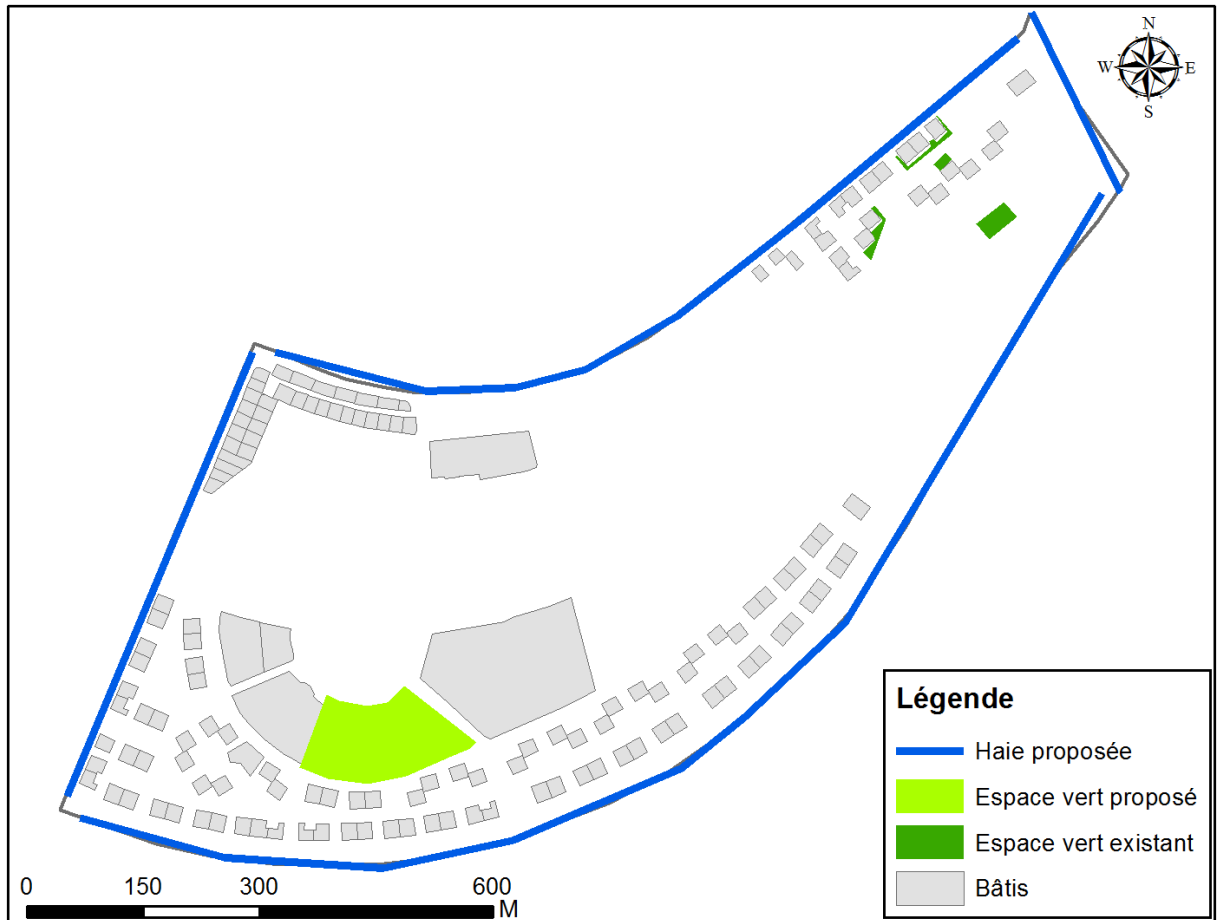 N
W E
S
Légende
Haie proposée
Espace vert proposé
Espace vert existant
Bâtis
0 150 300 600
M